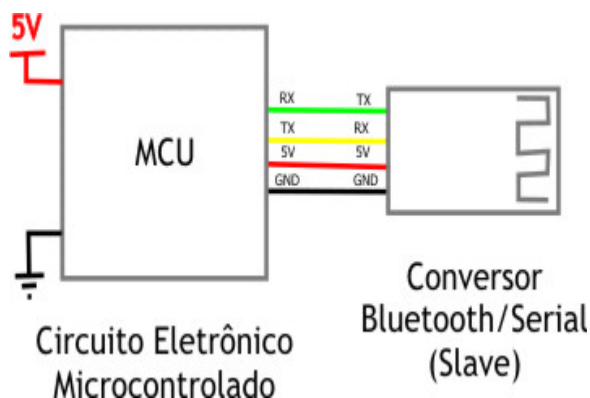 5V
MCU
RX TX
TX RX
5V 5V
GND GND
Conversor
Bluetooth/Serial
(Slave)
Circuito Eletrônico
Microcontrolado